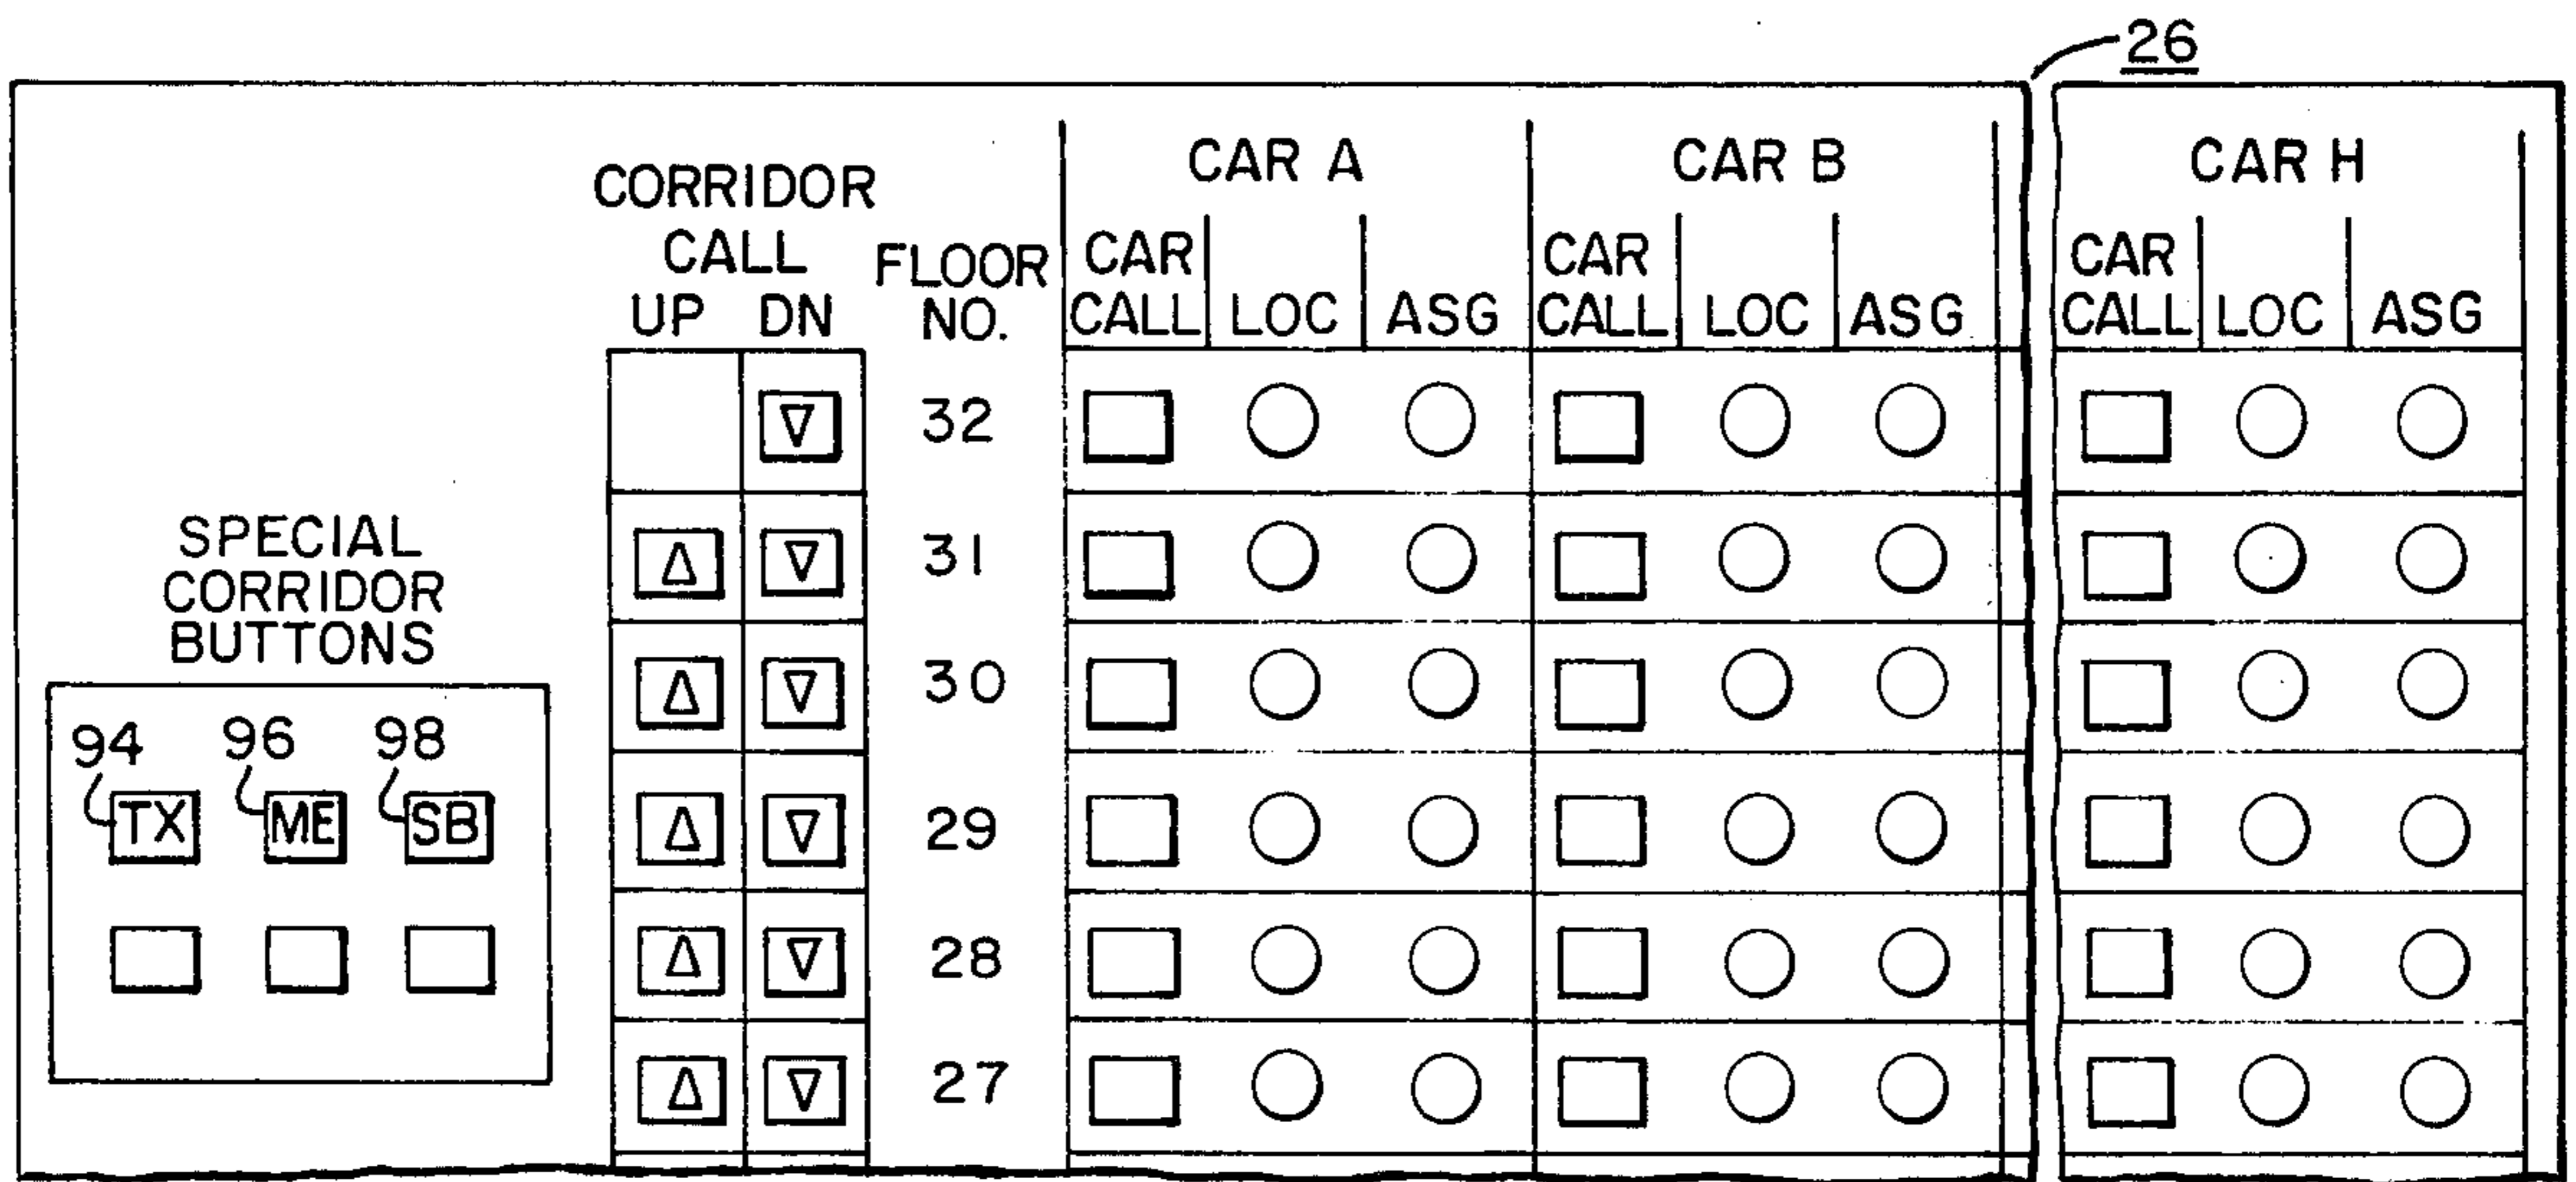 26
CAR A CAR B CAR H
CORRIDOR
CALL
UP DN
FLOOR
NO.
CAR
CALL LOC ASG
CAR
CALL LOC ASG
CAR
CALL LOC ASG
32
31
30
29
28
27
SPECIAL
CORRIDOR
BUTTONS
94 96 98
TX ME SB